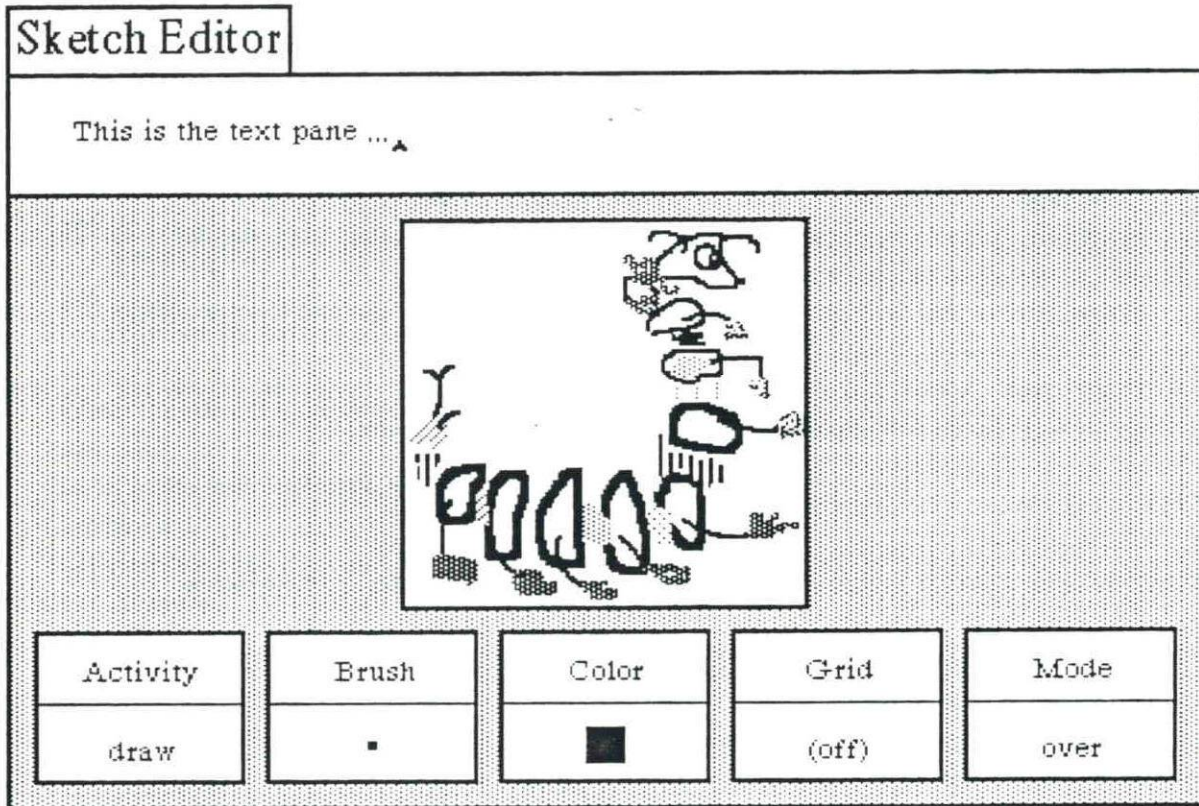 Sketch Editor
This is the text pane ...
Activity
Brush
Color
Grid
Mode
draw
(off)
over